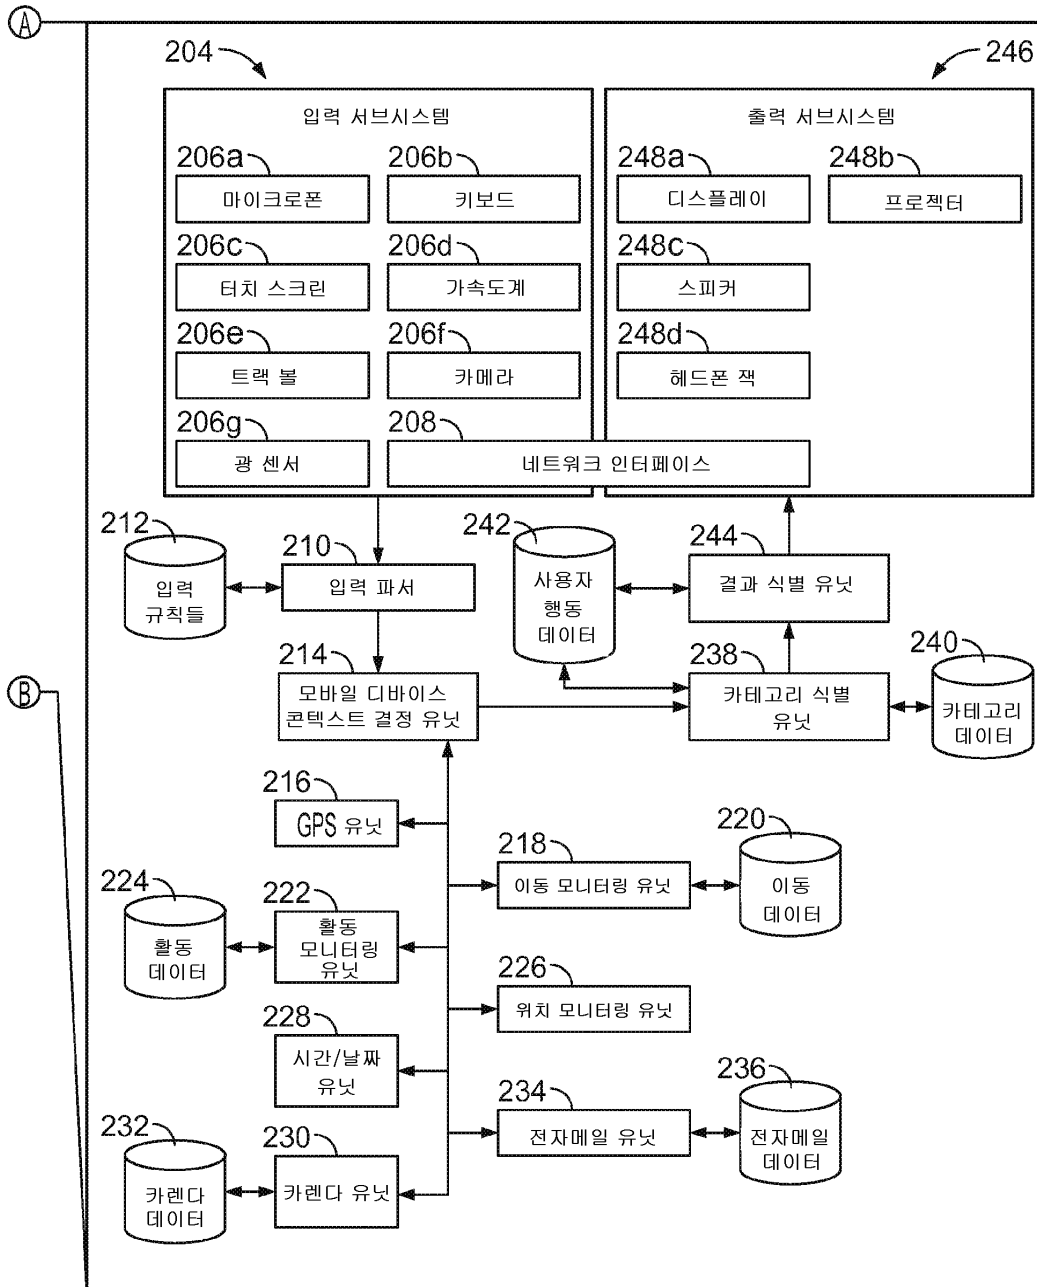 A
204
246
입력 서브시스템
출력 서브시스템
206a
206b
248a
248b
마이크로폰
키보드
디스플레이
프로젝터
206c
206d
248c
터치 스크린
가속도계
스피커
206e
206f
248d
트랙 볼
카메라
헤드폰 잭
206g
208
광 센서
네트워크 인터페이스
212
210
242
244
입력
규칙들
입력 파서
사용자
행동
데이터
결과 식별 유닛
214
238
240
B
모바일 디바이스
콘텍스트 결정 유닛
카테고리 식별
유닛
카테고리
데이터
216
GPS 유닛
218
220
이동 모니터링 유닛
이동
데이터
224
222
활동
데이터
활동
모니터링
유닛
226
위치 모니터링 유닛
228
시간/날짜
유닛
234
236
전자메일 유닛
전자메일
데이터
232
230
카렌다
데이터
카렌다 유닛